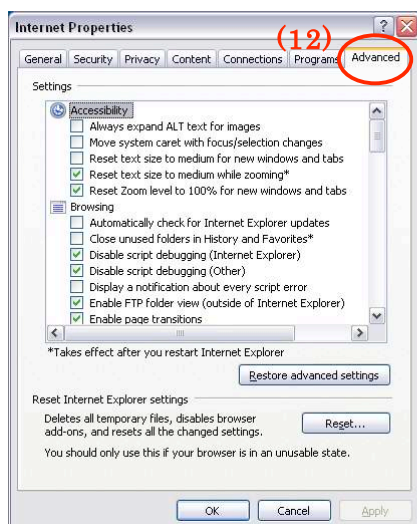 Internet Properties
(12)
General Security Privacy Content Connections Programs Advanced
Settings
Accessibility
Always expand ALT text for images
Move system caret with focus/selection changes
Reset text size to medium for new windows and tabs
Reset text size to medium while zooming*
Reset Zoom level to 100% for new windows and tabs
Browsing
Automatically check for Internet Explorer updates
Close unused folders in History and Favorites*
Disable script debugging (Internet Explorer)
Disable script debugging (Other)
Display a notification about every script error
Enable FTP folder view (outside of Internet Explorer)
Enable page transitions
*Takes effect after you restart Internet Explorer
Restore advanced settings
Reset Internet Explorer settings
Deletes all temporary files, disables browser
add-ons, and resets all the changed settings.
Reset...
You should only use this if your browser is in an unusable state.
OK Cancel Apply